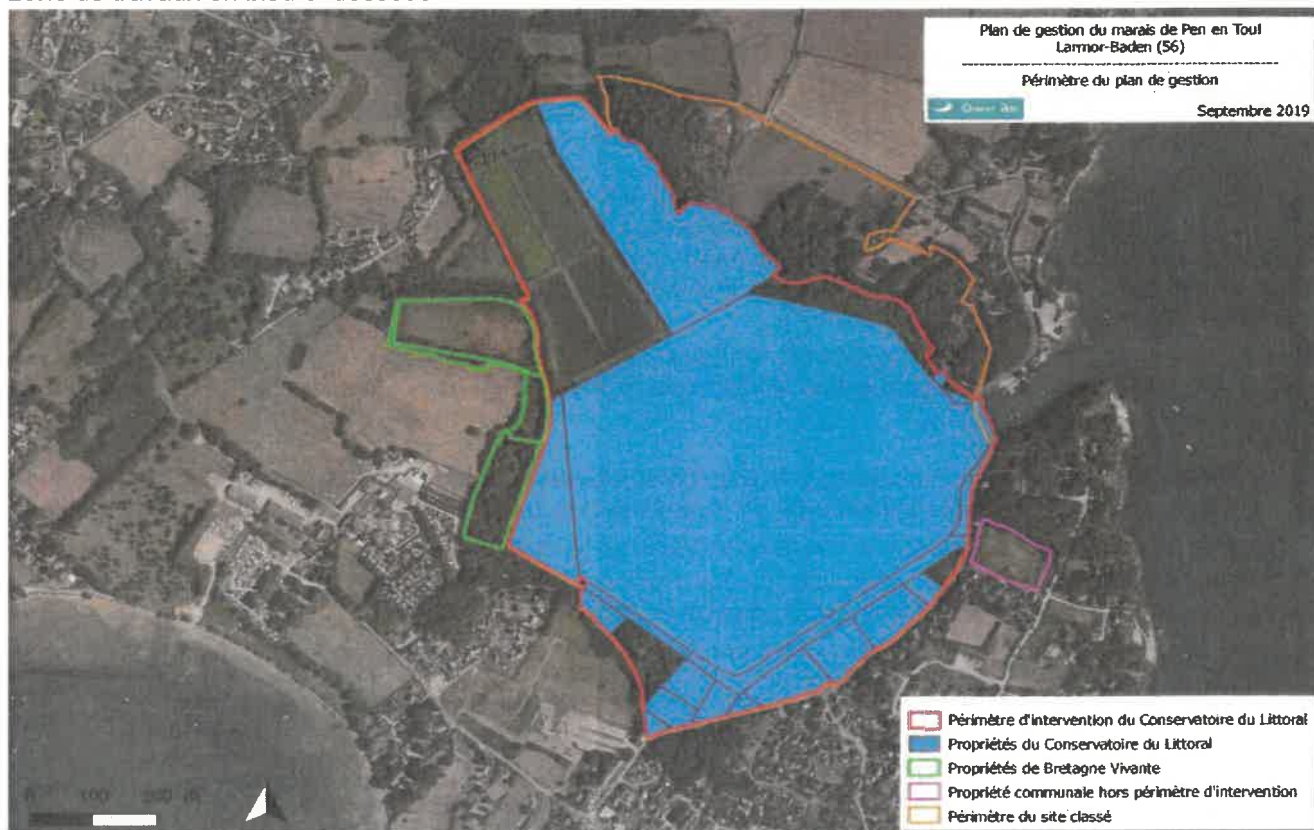 Plan de gestion du marais de Pen en Toul
Larmor-Baden (56)
Périmètre du plan de gestion
Septembre 2019
Périmètre d'intervention du Conservatoire du Littoral
Propriétés du Conservatoire du Littoral
Propriétés de Bretagne Vivante
Propriété communale hors périmètre d'intervention
Périmètre du site classé
0 100 200 m